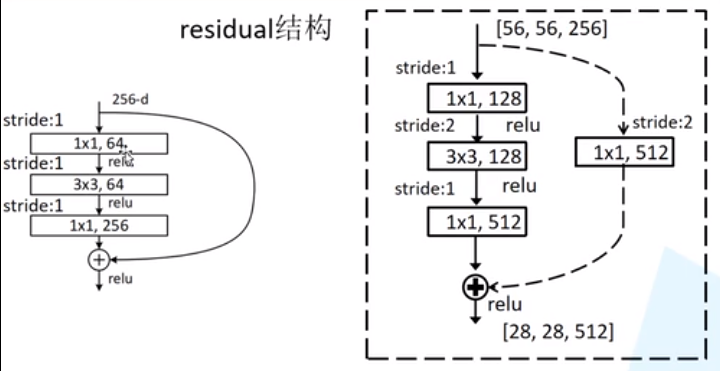 residual结构
256-d
stride:1
1x1, 64
relu
stride:1
3x3, 64
relu
stride:1
1x1, 256
relu
[56, 56, 256]
stride:1
1x1, 128
relu
stride:2
3x3, 128
relu
stride:1
1x1, 512
stride:2
1x1, 512
relu
[28, 28, 512]